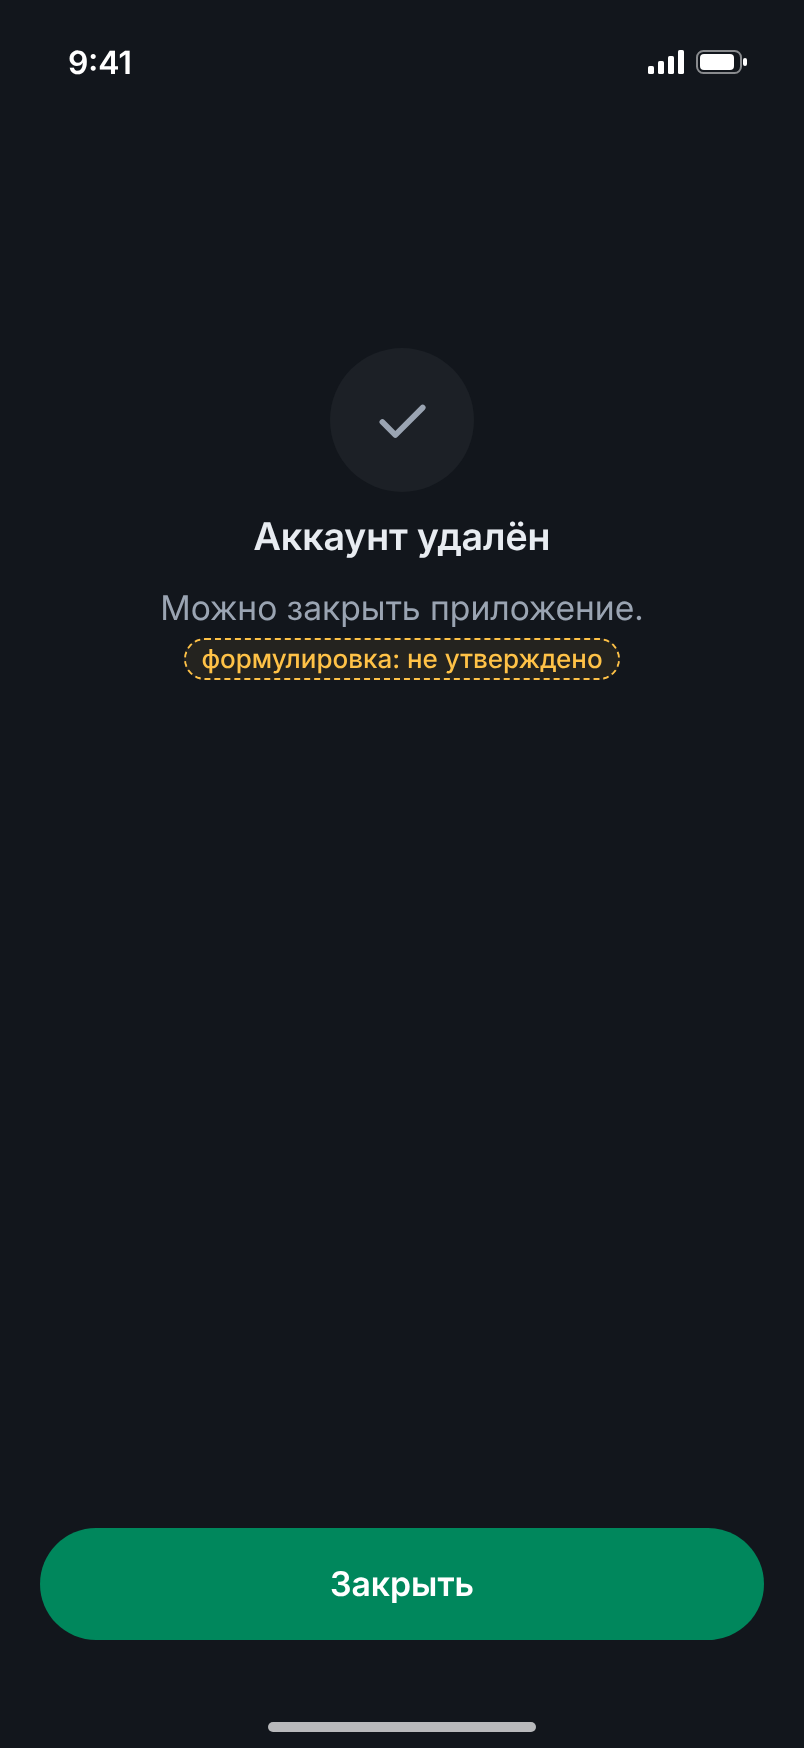 9:41
Аккаунт удалён
Можно закрыть приложение.
формулировка: не утверждено
Закрыть